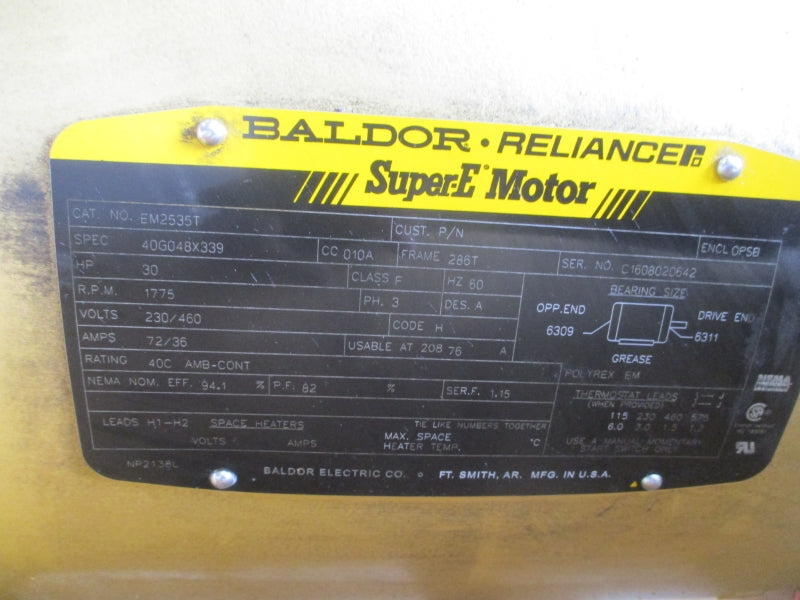 BALDOR · RELIANCE
Super-E Motor
CAT. NO. EM2535T CUST. P/N
SPEC 40G048X339 CC 010A FRAME 286T SER. NO. C1608020642 ENCL OPSB
HP 30 CLASS F HZ 60
R.P.M. 1775 PH. 3 DES. A
VOLTS 230/460 CODE H
AMPS 72/36 USABLE AT 208 76 A
RATING 40C AMB-CONT
NEMA NOM. EFF. 94.1 % P.F. 82 % SER.F. 1.15
BEARING SIZE
OPP.END DRIVE END
6309 6311
GREASE
POLYREX EM
THERMOSTAT LEADS
(WHEN PROVIDED)
115 230 460 575
6.0 3.0 1.5 1.2
USE A MANUAL MOMENTARY
START SWITCH ONLY
LEADS H1-H2 SPACE HEATERS TIE LIKE NUMBERS TOGETHER
VOLTS AMPS MAX. SPACE HEATER TEMP. °C
NP2138L
BALDOR ELECTRIC CO. FT. SMITH, AR. MFG. IN U.S.A.
NEMA